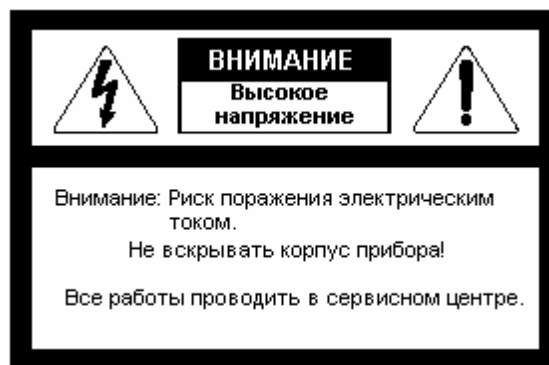 ВНИМАНИЕ
Высокое
напряжение
Внимание: Риск поражения электрическим
током.
Не вскрывать корпус прибора!
Все работы проводить в сервисном центре.